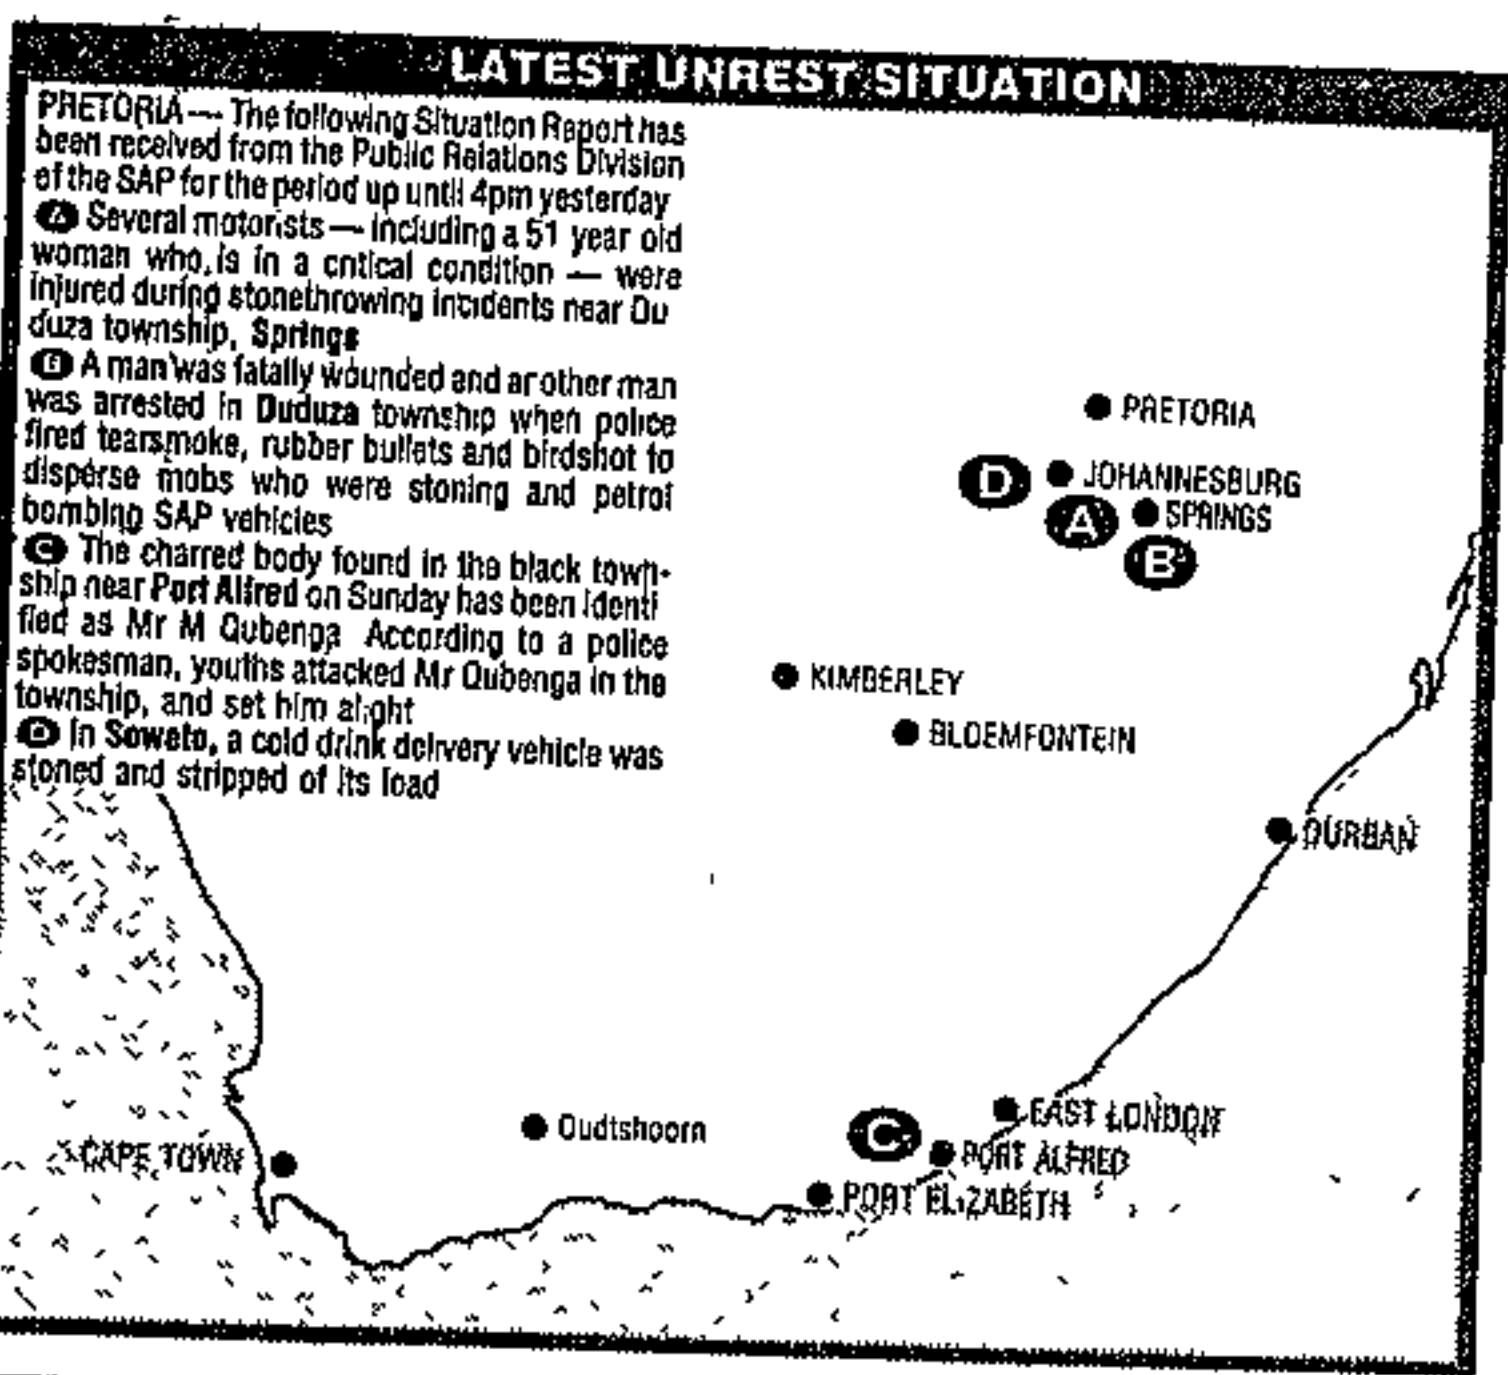 LATEST UNREST SITUATION
PRETORIA — The following Situation Report has
been received from the Public Relations Division
of the SAP for the period up until 4pm yesterday
A Several motorists — including a 51 year old
woman who is in a critical condition — were
injured during stonethrowing incidents near Du
duza township, Springs
B A man was fatally wounded and another man
was arrested in Duduza township when police
fired tearsmoke, rubber bullets and birdshot to
disperse mobs who were stoning and petrol
bombing SAP vehicles
C The charred body found in the black town-
ship near Port Alfred on Sunday has been identi
fied as Mr M Qubenga According to a police
spokesman, youths attacked Mr Qubenga in the
township, and set him alight
D In Soweto, a cold drink delivery vehicle was
stoned and stripped of its load
PRETORIA
D JOHANNESBURG
A SPRINGS
B
KIMBERLEY
BLOEMFONTEIN
DURBAN
EAST LONDON
Oudtshoorn
C PORT ALFRED
CAPE TOWN
PORT ELIZABETH